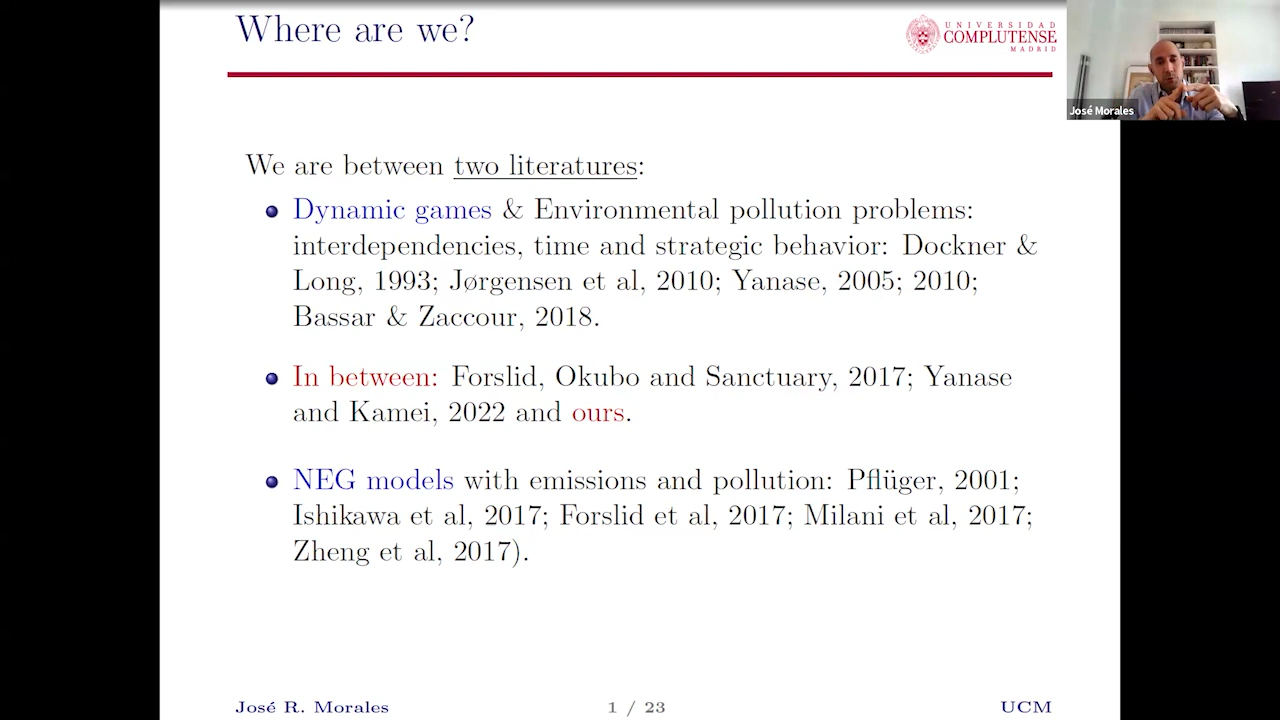 Where are we?
UNIVERSIDAD
COMPLUTENSE
MADRID
José Morales
We are between two literatures:
Dynamic games & Environmental pollution problems:
interdependencies, time and strategic behavior: Dockner &
Long, 1993; Jørgensen et al, 2010; Yanase, 2005; 2010;
Bassar & Zaccour, 2018.
In between: Forslid, Okubo and Sanctuary, 2017; Yanase
and Kamei, 2022 and ours.
NEG models with emissions and pollution: Pflüger, 2001;
Ishikawa et al, 2017; Forslid et al, 2017; Milani et al, 2017;
Zheng et al, 2017).
José R. Morales
1 / 23
UCM